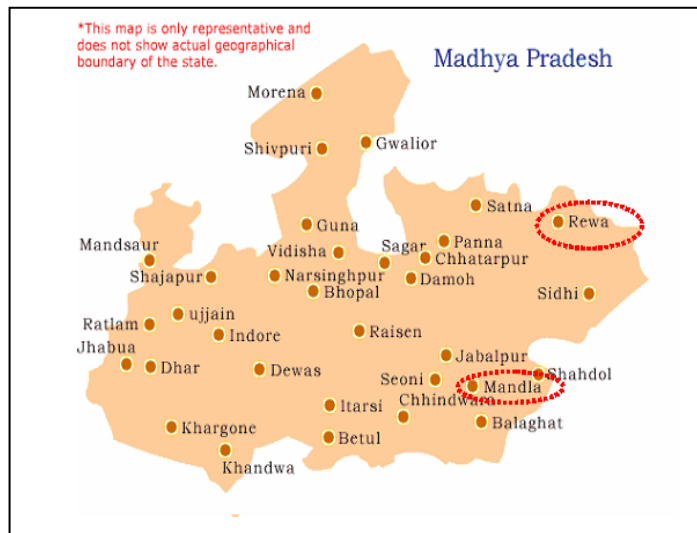 *This map is only representative and
does not show actual geographical
boundary of the state.
Madhya Pradesh
Morena
Shivpuri
Gwalior
Satna
Rewa
Guna
Panna
Mandsaur
Vidisha
Sagar
Chhatarpur
Shajapur
Narsinghpur
Damoh
Bhopal
Sidhi
ujjain
Ratlam
Indore
Raisen
Jhabua
Jabalpur
Dhar
Dewas
Seoni
Mandla
Shahdol
Chhindwara
Itarsi
Balaghat
Khargone
Betul
Khandwa